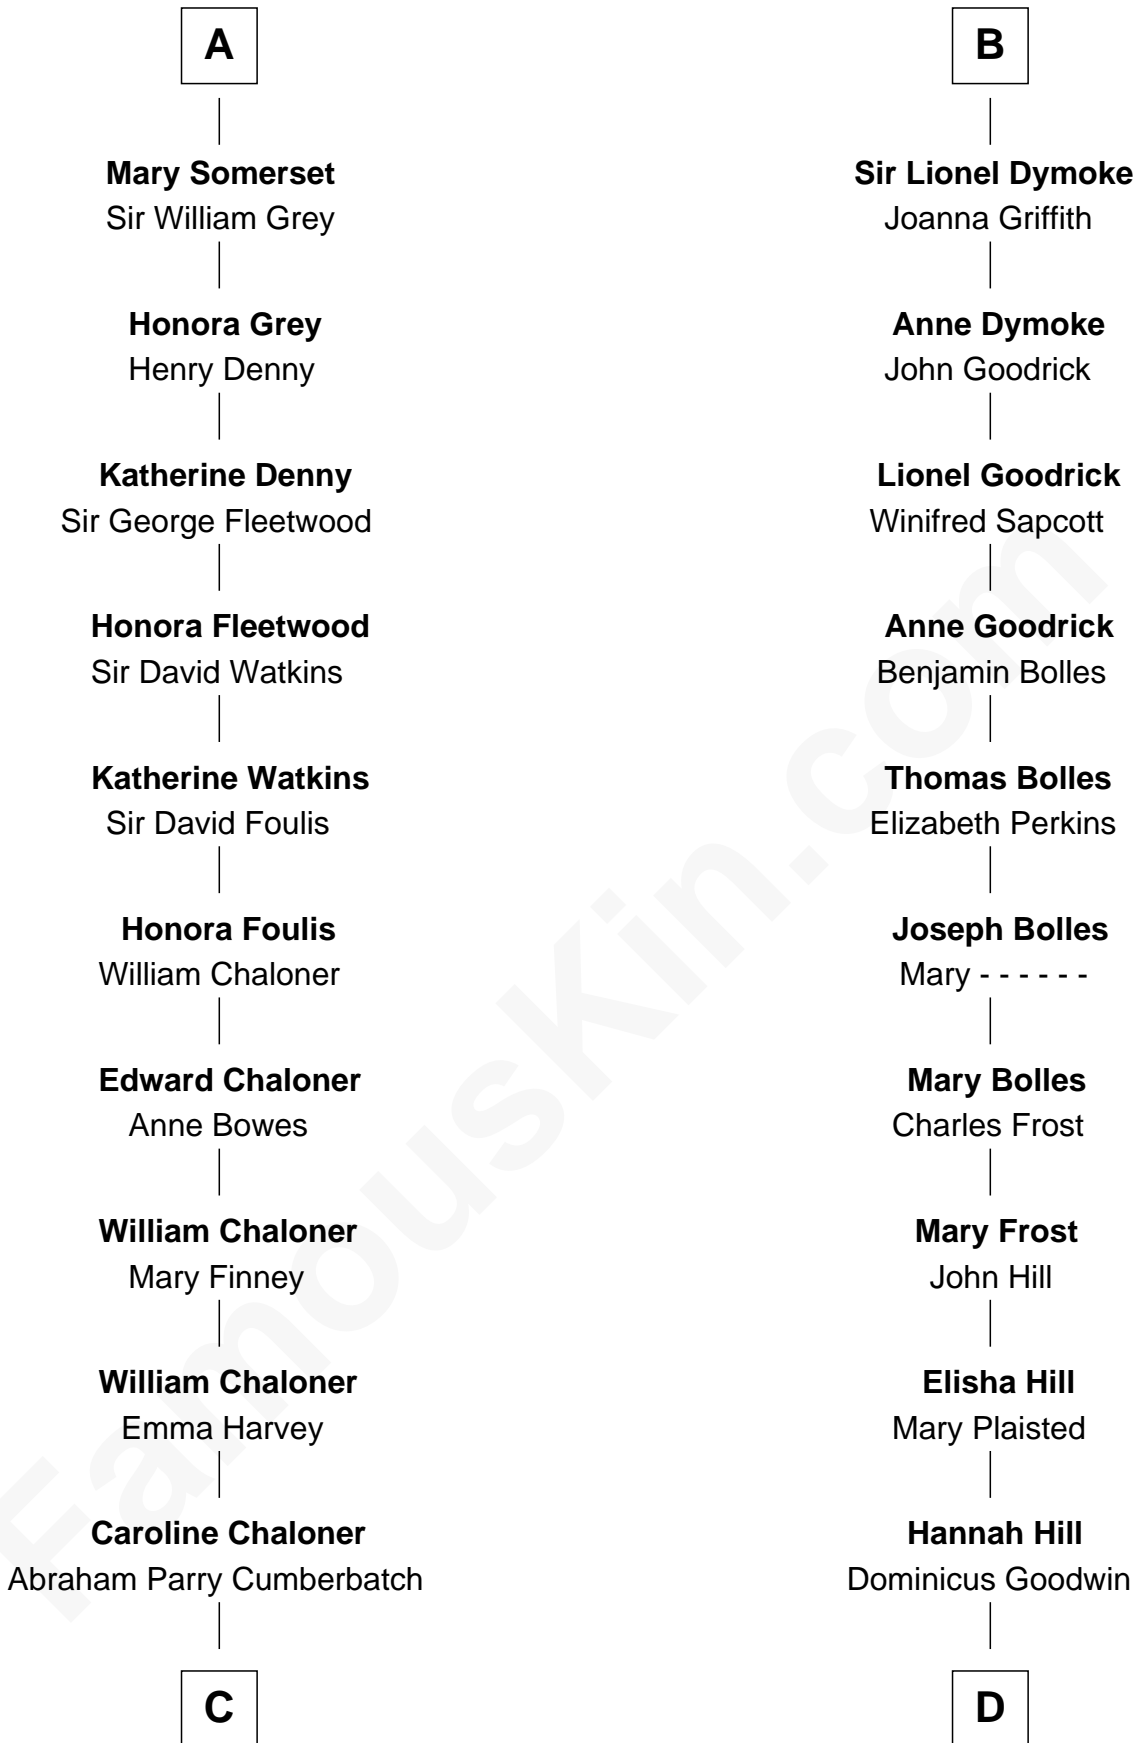 A
Mary Somerset
Sir William Grey
Honora Grey
Henry Denny
Katherine Denny
Sir George Fleetwood
Honora Fleetwood
Sir David Watkins
Katherine Watkins
Sir David Foulis
Honora Foulis
William Chaloner
Edward Chaloner
Anne Bowes
William Chaloner
Mary Finney
William Chaloner
Emma Harvey
Caroline Chaloner
Abraham Parry Cumberbatch
C
B
Sir Lionel Dymoke
Joanna Griffith
Anne Dymoke
John Goodrick
Lionel Goodrick
Winifred Sapcott
Anne Goodrick
Benjamin Bolles
Thomas Bolles
Elizabeth Perkins
Joseph Bolles
Mary - - - - - -
Mary Bolles
Charles Frost
Mary Frost
John Hill
Elisha Hill
Mary Plaisted
Hannah Hill
Dominicus Goodwin
D
FamousKin.com